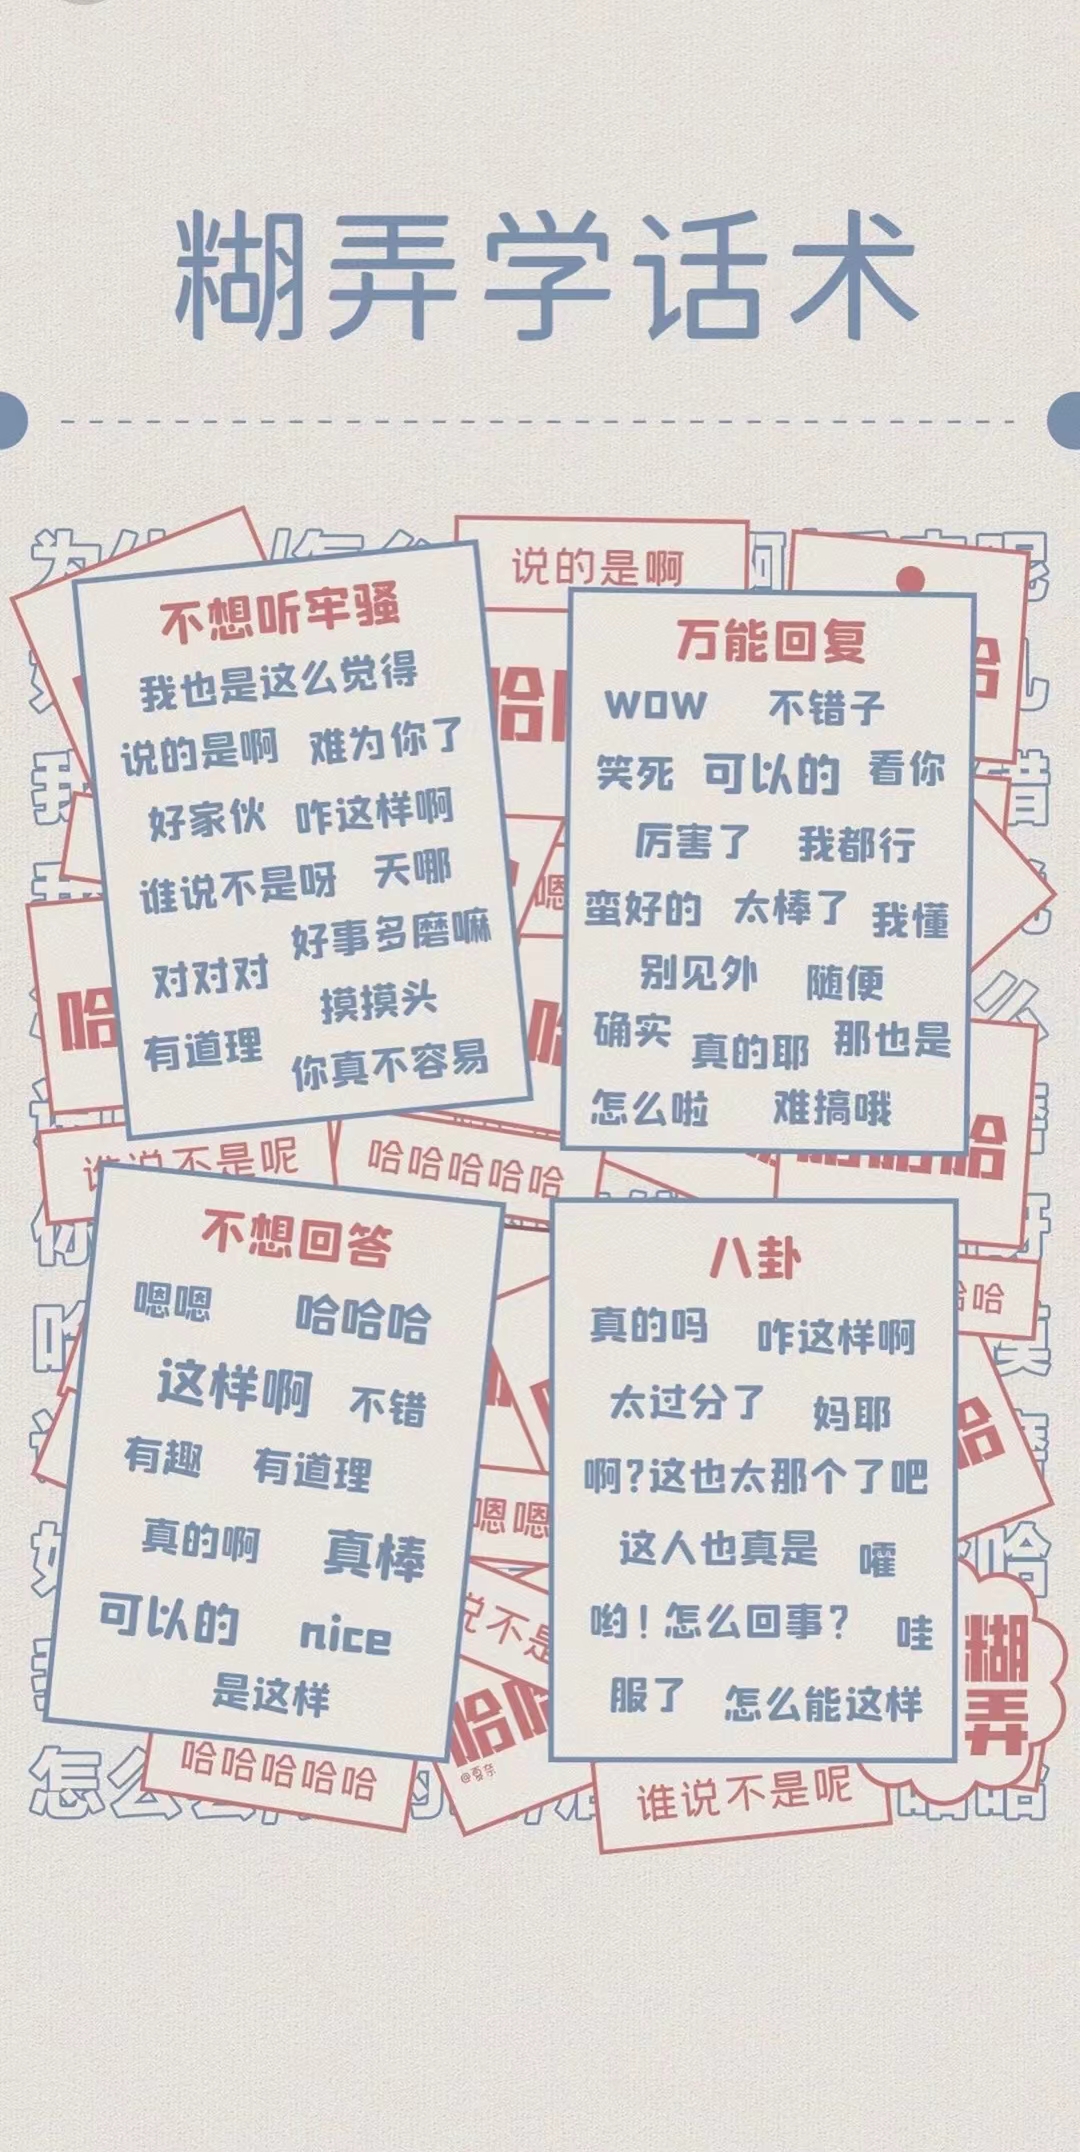 糊弄学话术
说的是啊
不想听牢骚
我也是这么觉得
说的是啊 难为你了
好家伙 咋这样啊
谁说不是呀 天哪
好事多磨嘛
对对对
摸摸头
有道理
你真不容易
万能回复
WOW 不错子
笑死 可以的 看你
厉害了 我都行
蛮好的 太棒了 我懂
别见外 随便
确实 真的耶 那也是
怎么啦 难搞哦
谁说不是呢
哈哈哈哈哈
不想回答
嗯嗯 哈哈哈
这样啊 不错
有趣 有道理
真的啊 真棒
可以的 nice
是这样
八卦
真的吗 咋这样啊
太过分了 妈耶
啊?这也太那个了吧
这人也真是 嚯
哟!怎么回事? 哇
服了 怎么能这样
糊弄
哈哈哈哈哈
谁说不是呢